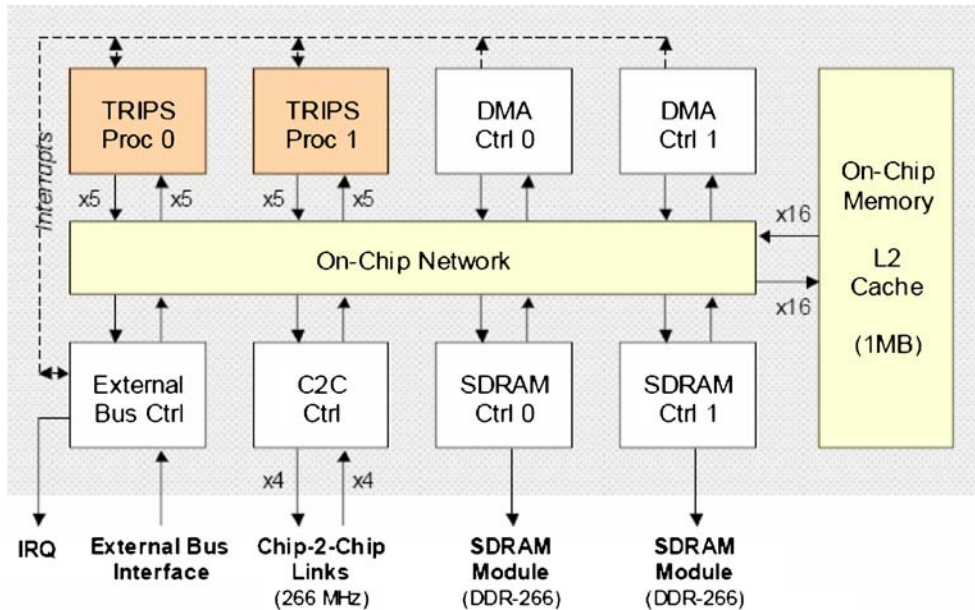 TRIPS
Proc 0
TRIPS
Proc 1
DMA
Ctrl 0
DMA
Ctrl 1
Interrupts
x5
x5
x5
x5
On-Chip
Memory
L2
Cache
(1MB)
x16
x16
On-Chip Network
External
Bus Ctrl
C2C
Ctrl
SDRAM
Ctrl 0
SDRAM
Ctrl 1
x4
x4
IRQ
External Bus
Interface
Chip-2-Chip
Links
(266 MHz)
SDRAM
Module
(DDR-266)
SDRAM
Module
(DDR-266)